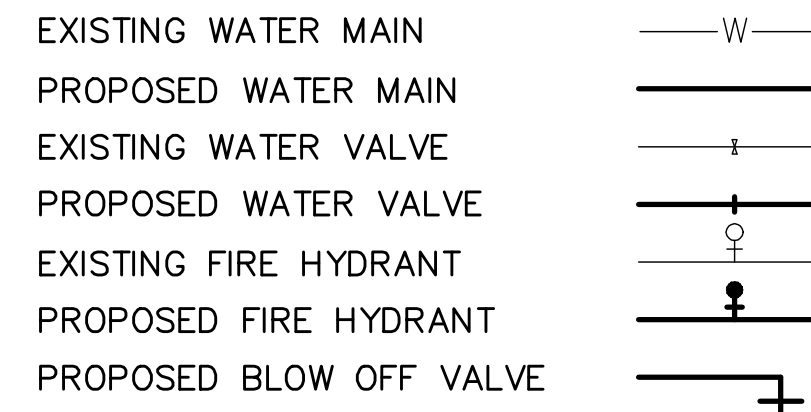 EXISTING WATER MAIN W
PROPOSED WATER MAIN
EXISTING WATER VALVE
PROPOSED WATER VALVE
EXISTING FIRE HYDRANT
PROPOSED FIRE HYDRANT
PROPOSED BLOW OFF VALVE